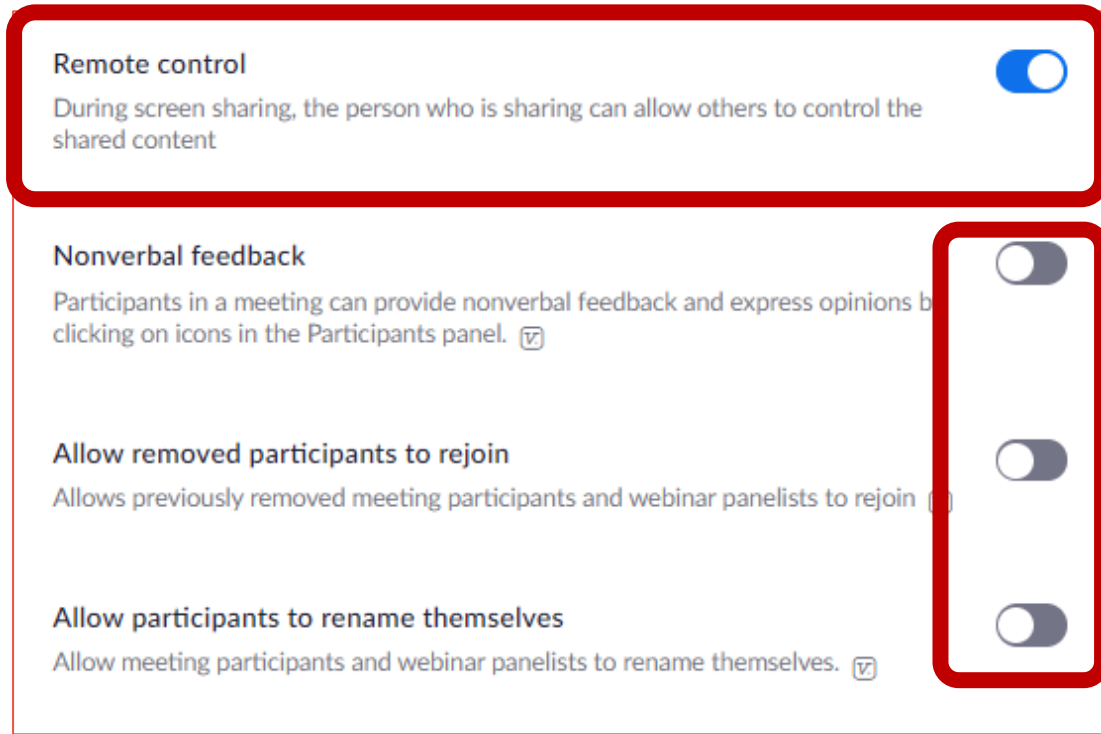 Remote control
During screen sharing, the person who is sharing can allow others to control the
shared content
Nonverbal feedback
Participants in a meeting can provide nonverbal feedback and express opinions b
clicking on icons in the Participants panel.
Allow removed participants to rejoin
Allows previously removed meeting participants and webinar panelists to rejoin
Allow participants to rename themselves
Allow meeting participants and webinar panelists to rename themselves.